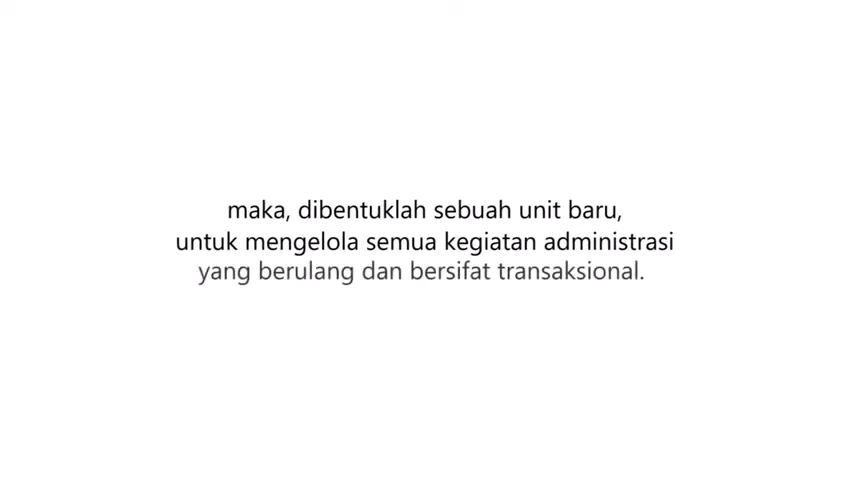 maka, dibentuklah sebuah unit baru,
untuk mengelola semua kegiatan administrasi
yang berulang dan bersifat transaksional.